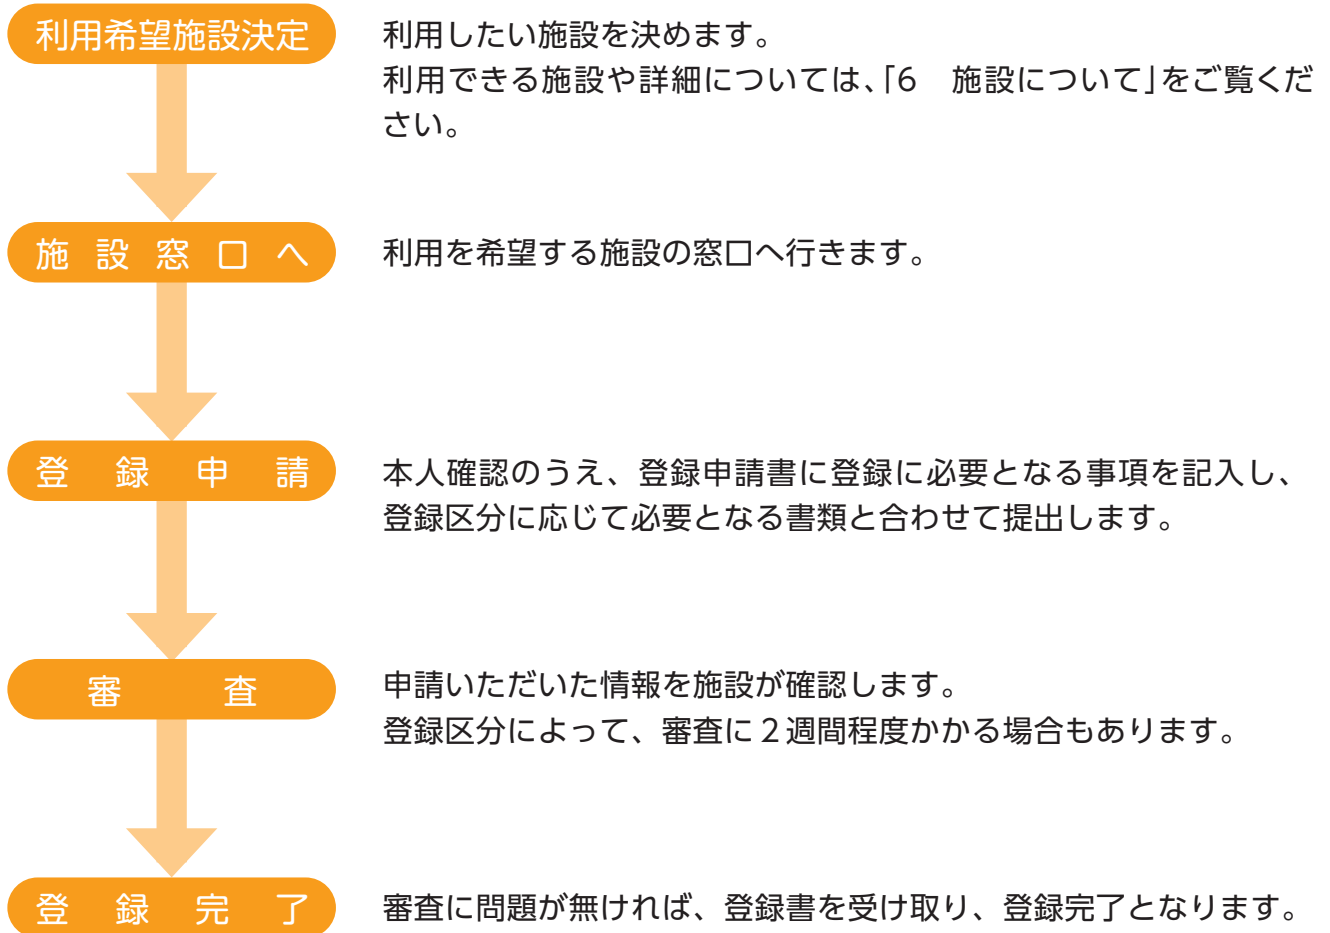 利用希望施設決定
利用したい施設を決めます。
利用できる施設や詳細については、「6　施設について」をご覧くだ
さい。
施設窓口へ
利用を希望する施設の窓口へ行きます。
登録申請
本人確認のうえ、登録申請書に登録に必要となる事項を記入し、
登録区分に応じて必要となる書類と合わせて提出します。
審査
申請いただいた情報を施設が確認します。
登録区分によって、審査に２週間程度かかる場合もあります。
登録完了
審査に問題が無ければ、登録書を受け取り、登録完了となります。